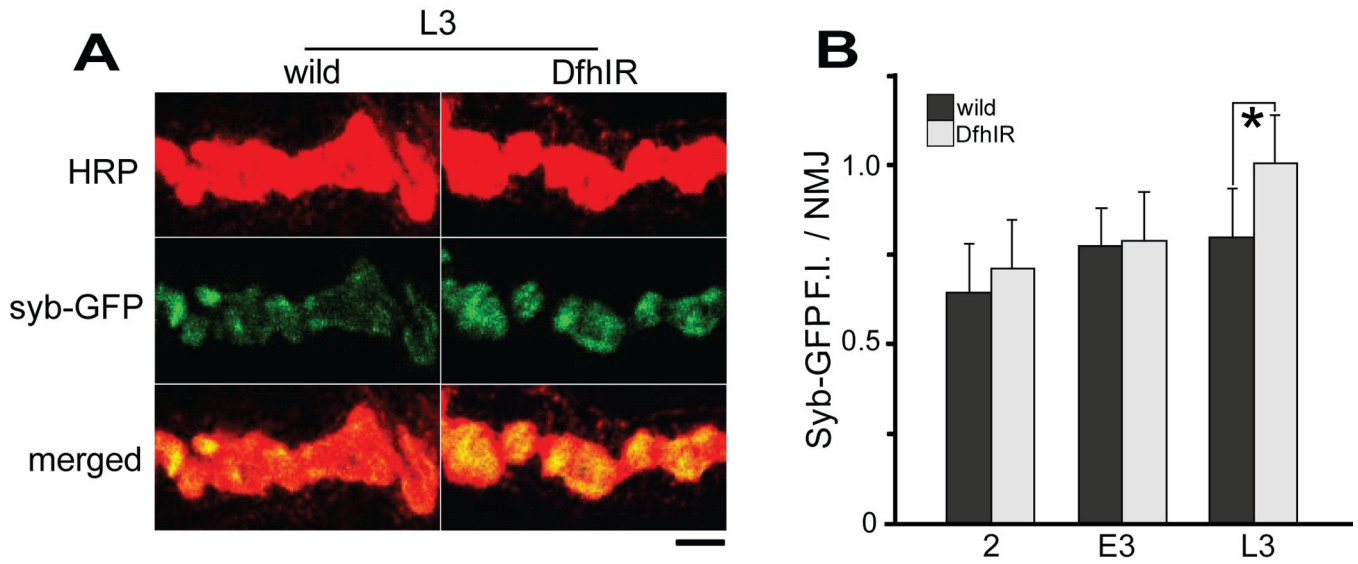 A
L3
wild DfhIR
HRP
syb-GFP
merged
B
wild
DfhIR
*
Syb-GFP F.I. / NMJ
1.0
0.5
0
2 E3 L3